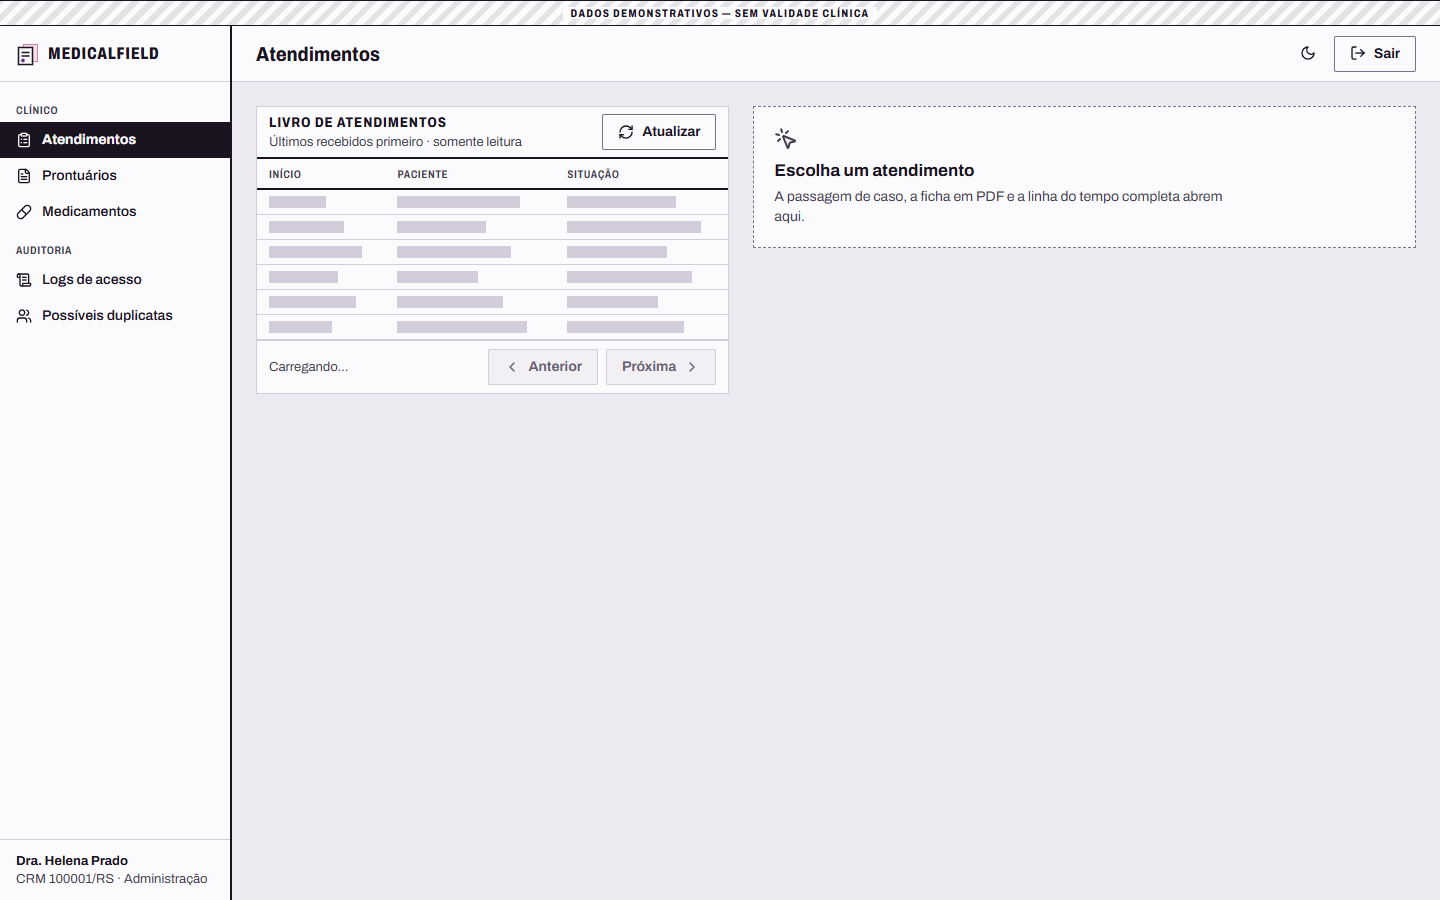 DADOS DEMONSTRATIVOS — SEM VALIDADE CLÍNICA
MEDICALFIELD
Atendimentos
Sair
CLÍNICO
Atendimentos
Prontuários
Medicamentos
AUDITORIA
Logs de acesso
Possíveis duplicatas
LIVRO DE ATENDIMENTOS
Últimos recebidos primeiro · somente leitura
Atualizar
INÍCIO PACIENTE SITUAÇÃO
Carregando...
Anterior
Próxima
Escolha um atendimento
A passagem de caso, a ficha em PDF e a linha do tempo completa abrem
aqui.
Dra. Helena Prado
CRM 100001/RS · Administração